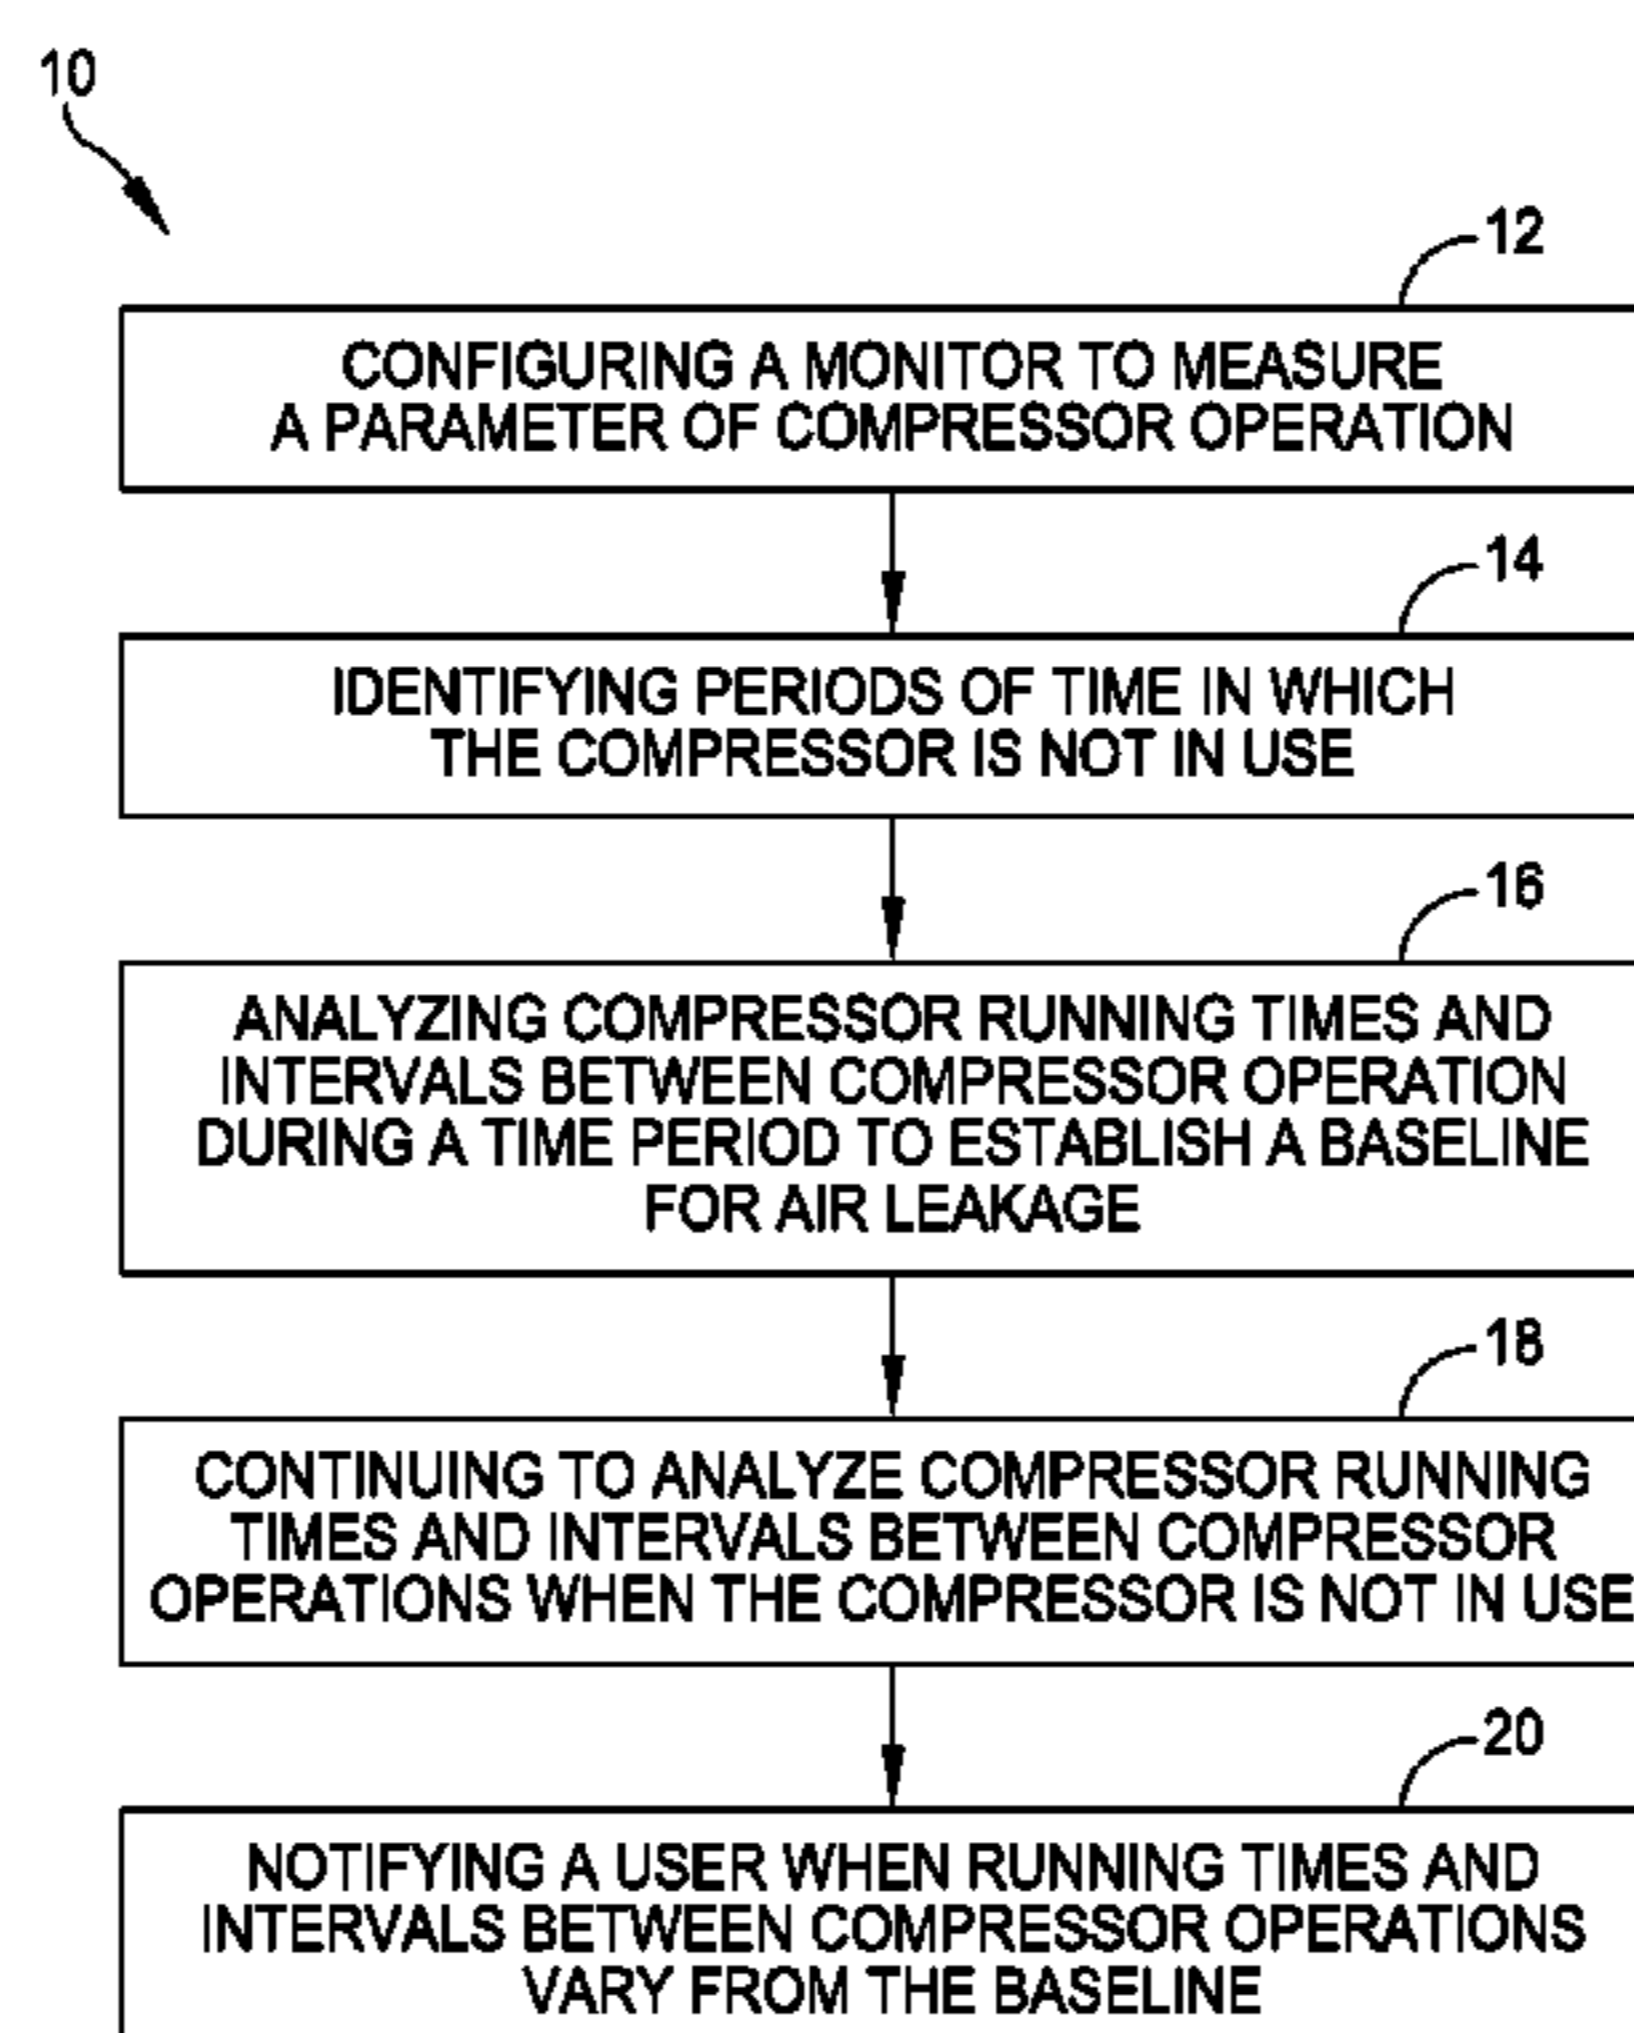 10
12
CONFIGURING A MONITOR TO MEASURE
A PARAMETER OF COMPRESSOR OPERATION
14
IDENTIFYING PERIODS OF TIME IN WHICH
THE COMPRESSOR IS NOT IN USE
16
ANALYZING COMPRESSOR RUNNING TIMES AND
INTERVALS BETWEEN COMPRESSOR OPERATION
DURING A TIME PERIOD TO ESTABLISH A BASELINE
FOR AIR LEAKAGE
18
CONTINUING TO ANALYZE COMPRESSOR RUNNING
TIMES AND INTERVALS BETWEEN COMPRESSOR
OPERATIONS WHEN THE COMPRESSOR IS NOT IN USE
20
NOTIFYING A USER WHEN RUNNING TIMES AND
INTERVALS BETWEEN COMPRESSOR OPERATIONS
VARY FROM THE BASELINE